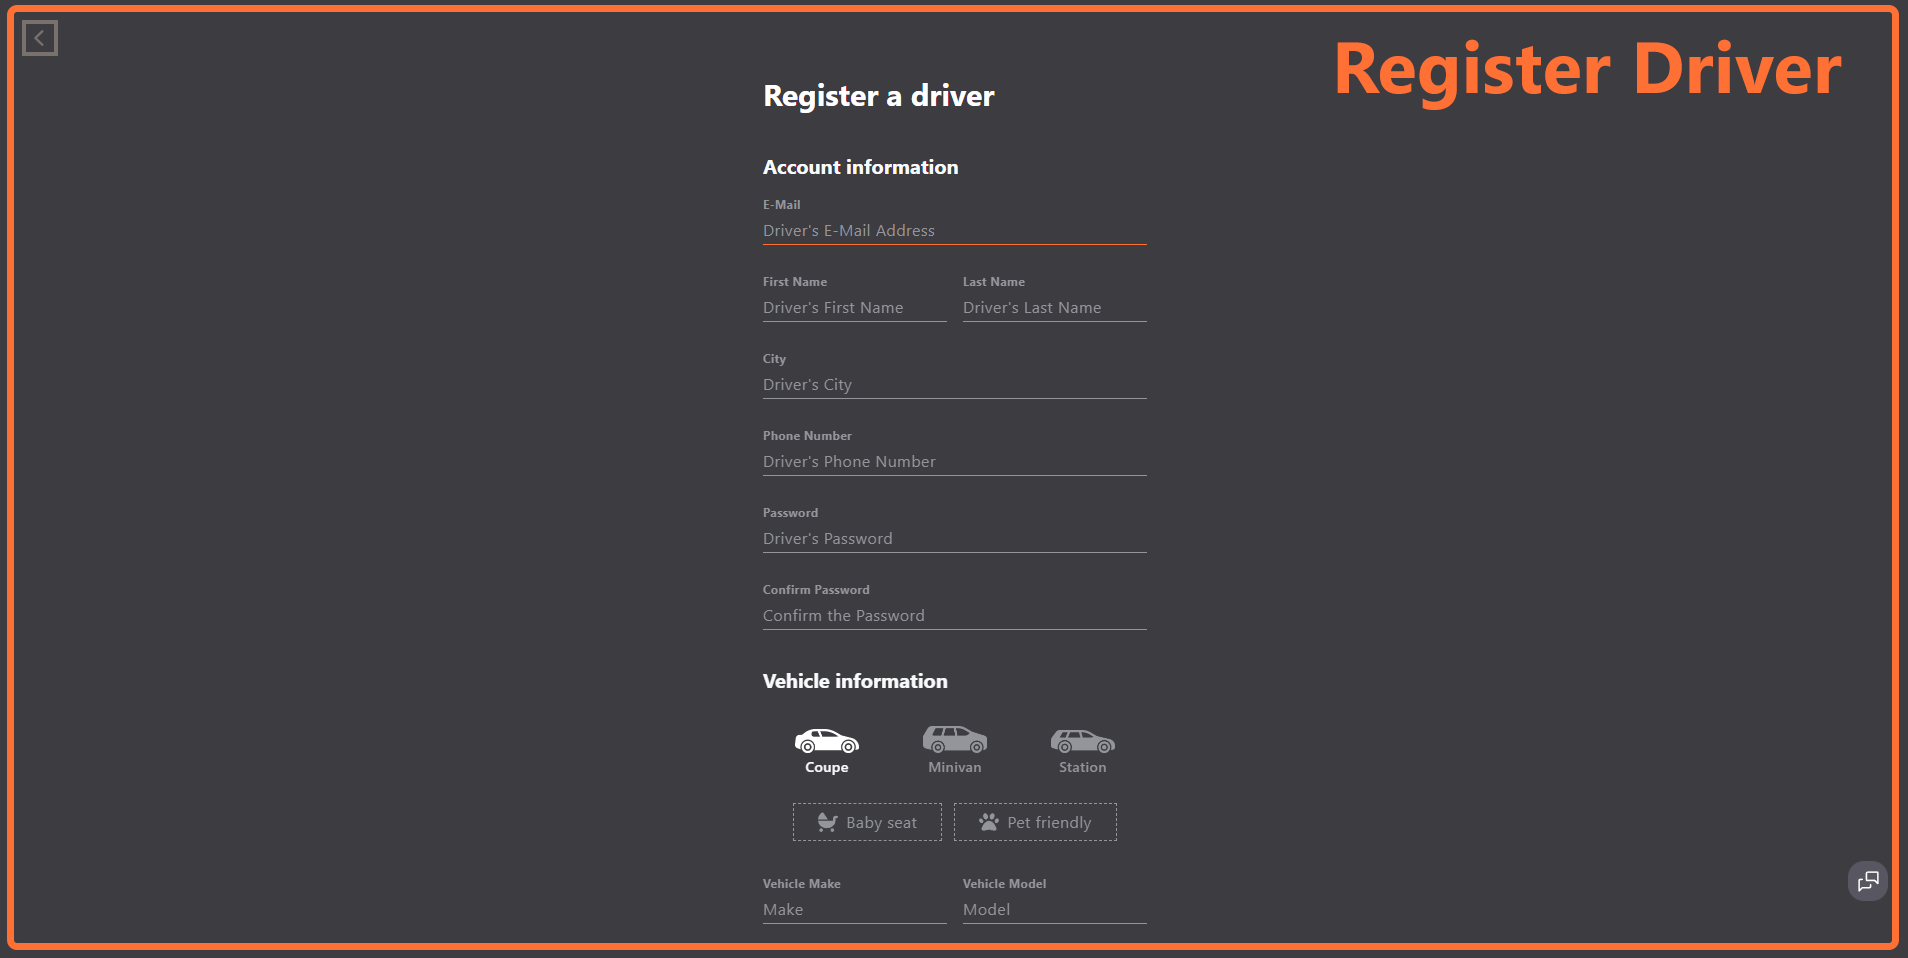 Register Driver
Register a driver
Account information
E-Mail
Driver's E-Mail Address
First Name Last Name
Driver's First Name Driver's Last Name
City
Driver's City
Phone Number
Driver's Phone Number
Password
Driver's Password
Confirm Password
Confirm the Password
Vehicle information
Coupe Minivan Station
Baby seat Pet friendly
Vehicle Make Vehicle Model
Make Model